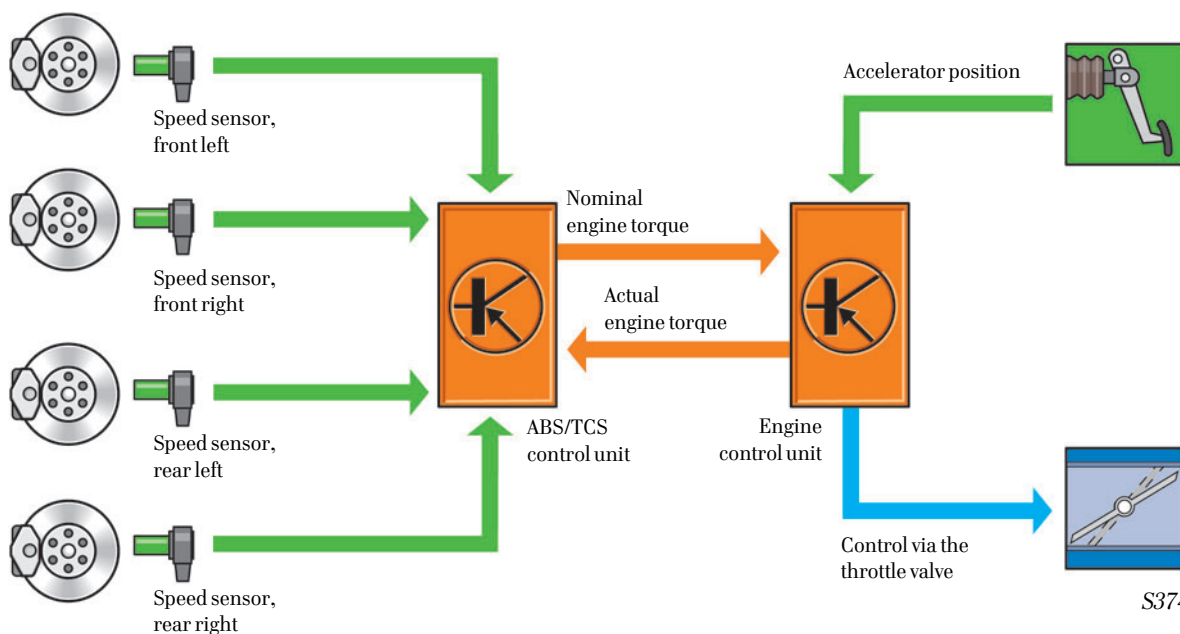 Speed sensor,
front left
Speed sensor,
front right
Speed sensor,
rear left
Speed sensor,
rear right
Nominal
engine torque
Actual
engine torque
ABS/TCS
control unit
Engine
control unit
Accelerator position
Control via the
throttle valve